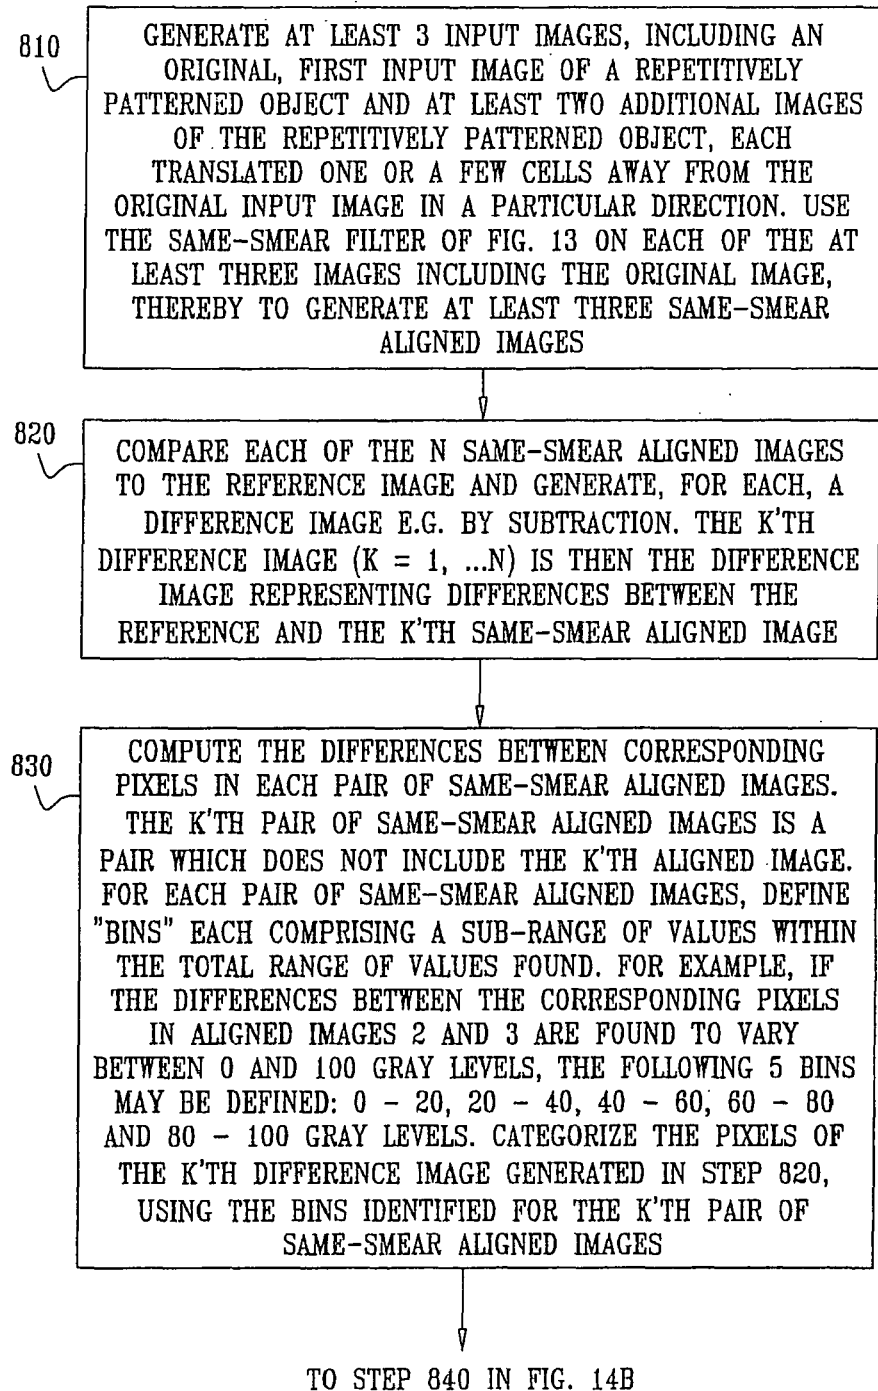 810
GENERATE AT LEAST 3 INPUT IMAGES, INCLUDING AN
ORIGINAL, FIRST INPUT IMAGE OF A REPETITIVELY
PATTERNED OBJECT AND AT LEAST TWO ADDITIONAL IMAGES
OF THE REPETITIVELY PATTERNED OBJECT, EACH
TRANSLATED ONE OR A FEW CELLS AWAY FROM THE
ORIGINAL INPUT IMAGE IN A PARTICULAR DIRECTION. USE
THE SAME-SMEAR FILTER OF FIG. 13 ON EACH OF THE AT
LEAST THREE IMAGES INCLUDING THE ORIGINAL IMAGE,
THEREBY TO GENERATE AT LEAST THREE SAME-SMEAR
ALIGNED IMAGES
820
COMPARE EACH OF THE N SAME-SMEAR ALIGNED IMAGES
TO THE REFERENCE IMAGE AND GENERATE, FOR EACH, A
DIFFERENCE IMAGE E.G. BY SUBTRACTION. THE K'TH
DIFFERENCE IMAGE (K = 1, ...N) IS THEN THE DIFFERENCE
IMAGE REPRESENTING DIFFERENCES BETWEEN THE
REFERENCE AND THE K'TH SAME-SMEAR ALIGNED IMAGE
830
COMPUTE THE DIFFERENCES BETWEEN CORRESPONDING
PIXELS IN EACH PAIR OF SAME-SMEAR ALIGNED IMAGES.
THE K'TH PAIR OF SAME-SMEAR ALIGNED IMAGES IS A
PAIR WHICH DOES NOT INCLUDE THE K'TH ALIGNED IMAGE.
FOR EACH PAIR OF SAME-SMEAR ALIGNED IMAGES, DEFINE
"BINS" EACH COMPRISING A SUB-RANGE OF VALUES WITHIN
THE TOTAL RANGE OF VALUES FOUND. FOR EXAMPLE, IF
THE DIFFERENCES BETWEEN THE CORRESPONDING PIXELS
IN ALIGNED IMAGES 2 AND 3 ARE FOUND TO VARY
BETWEEN 0 AND 100 GRAY LEVELS, THE FOLLOWING 5 BINS
MAY BE DEFINED: 0 - 20, 20 - 40, 40 - 60, 60 - 80
AND 80 - 100 GRAY LEVELS. CATEGORIZE THE PIXELS OF
THE K'TH DIFFERENCE IMAGE GENERATED IN STEP 820,
USING THE BINS IDENTIFIED FOR THE K'TH PAIR OF
SAME-SMEAR ALIGNED IMAGES
TO STEP 840 IN FIG. 14B